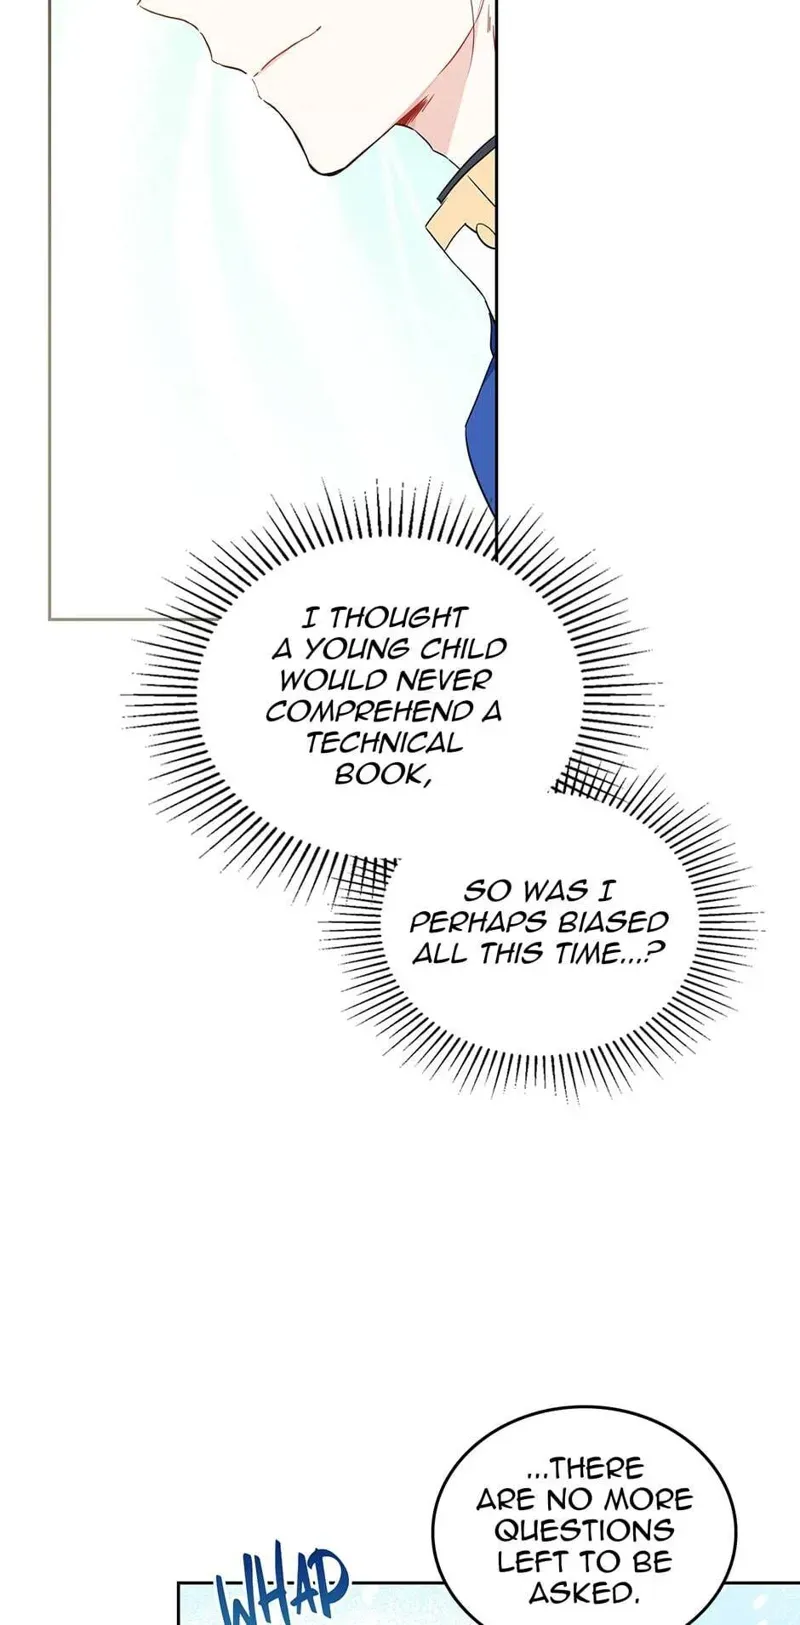 I THOUGHT
A YOUNG CHILD
WOULD NEVER
COMPREHEND A
TECHNICAL
BOOK,
SO WAS I
PERHAPS BIASED
ALL THIS TIME...?
...THERE
ARE NO MORE
QUESTIONS
LEFT TO BE
ASKED.
WHAP